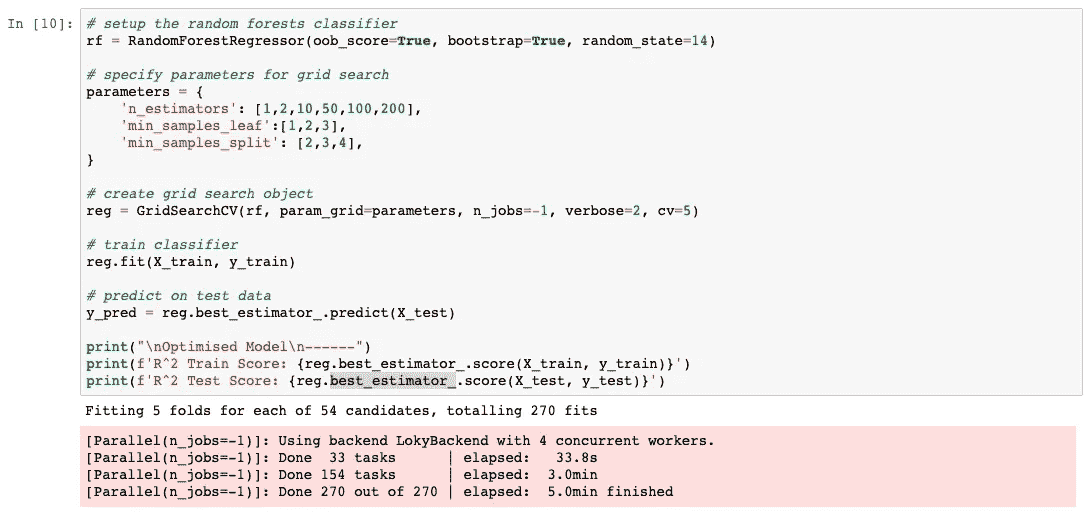 In [10]: # setup the random forests classifier
rf = RandomForestRegressor(oob_score=True, bootstrap=True, random_state=14)
# specify parameters for grid search
parameters = {
    'n_estimators': [1,2,10,50,100,200],
    'min_samples_leaf':[1,2,3],
    'min_samples_split': [2,3,4],
}
# create grid search object
reg = GridSearchCV(rf, param_grid=parameters, n_jobs=-1, verbose=2, cv=5)
# train classifier
reg.fit(X_train, y_train)
# predict on test data
y_pred = reg.best_estimator_.predict(X_test)
print("\nOptimised Model\n------")
print(f'R^2 Train Score: {reg.best_estimator_.score(X_train, y_train)}')
print(f'R^2 Test Score: {reg.best_estimator_.score(X_test, y_test)}')
Fitting 5 folds for each of 54 candidates, totalling 270 fits
[Parallel(n_jobs=-1)]: Using backend LokyBackend with 4 concurrent workers.
[Parallel(n_jobs=-1)]: Done  33 tasks      | elapsed:   33.8s
[Parallel(n_jobs=-1)]: Done 154 tasks      | elapsed:  3.0min
[Parallel(n_jobs=-1)]: Done 270 out of 270 | elapsed:  5.0min finished